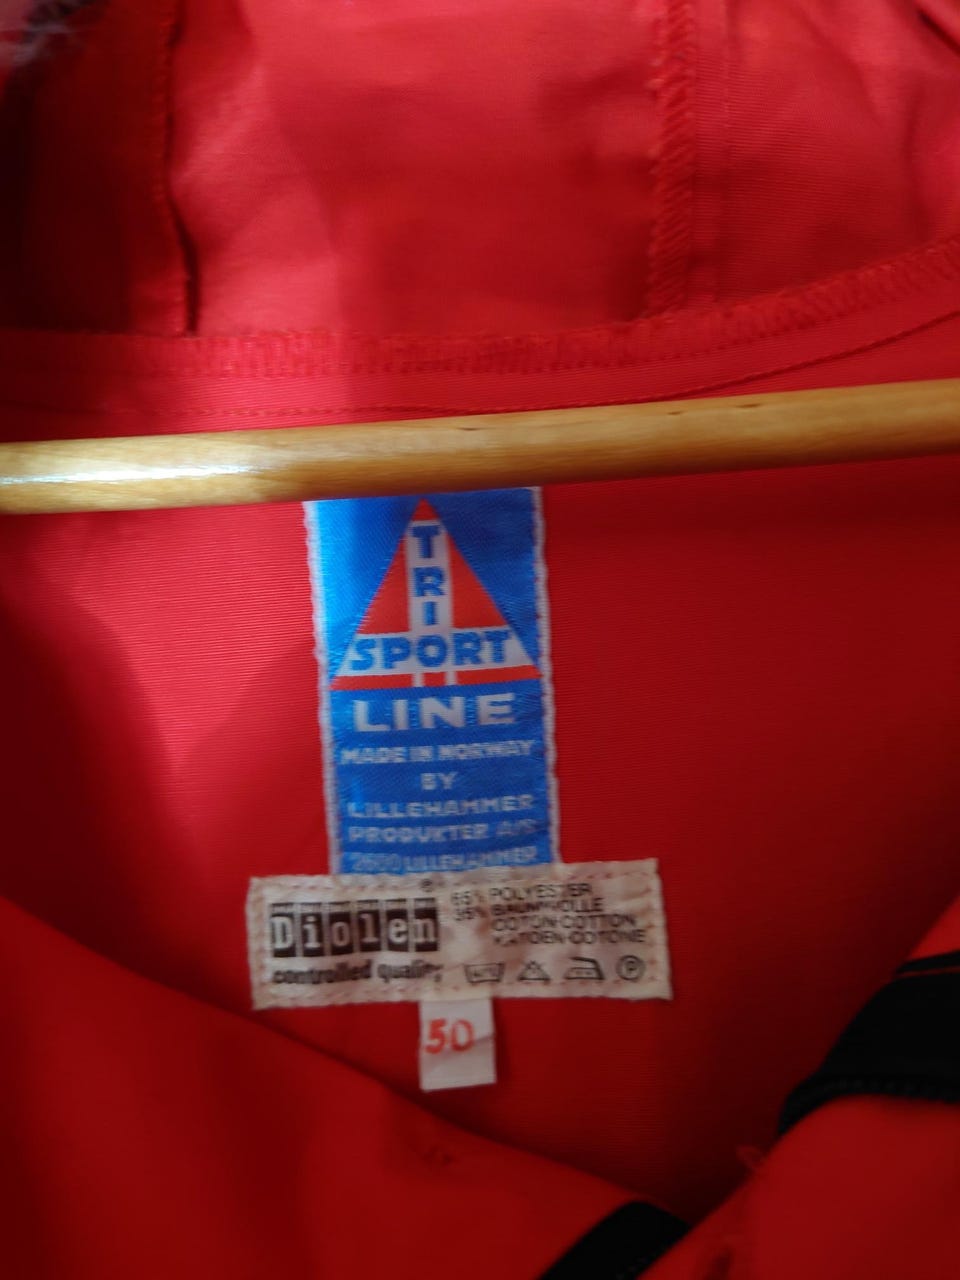 TRI
SPORT
LINE
MADE IN NORWAY
BY
LILLEHAMMER
PRODUKTER A/S
2600 LILLEHAMMER
Diolen ®
controlled quality
65% POLYESTER
35% BAUMWOLLE
COTON·COTTON
KATOEN·COTONE
P
50